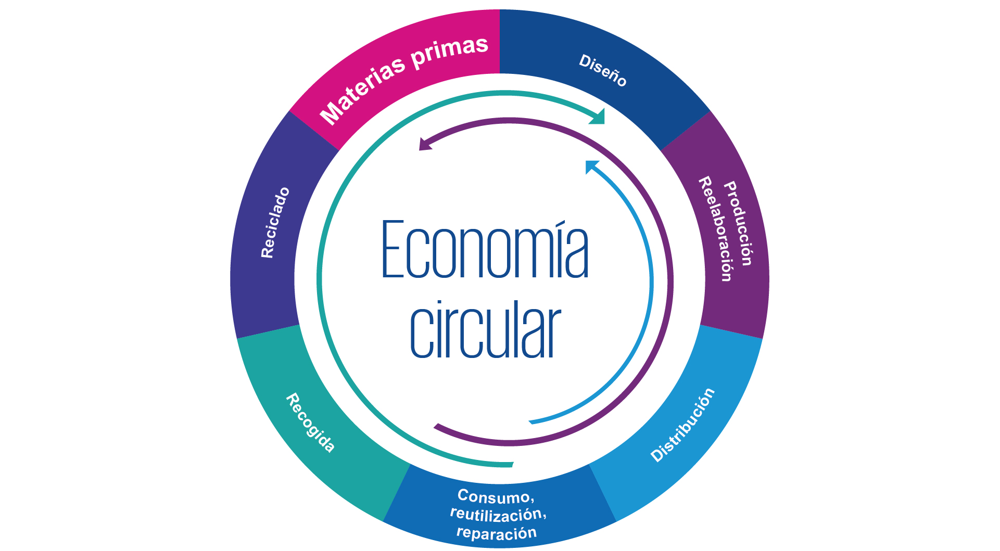 Materias primas
Diseño
Producción
Reelaboración
Distribución
Consumo,
reutilización,
reparación
Recogida
Reciclado
Economía
circular